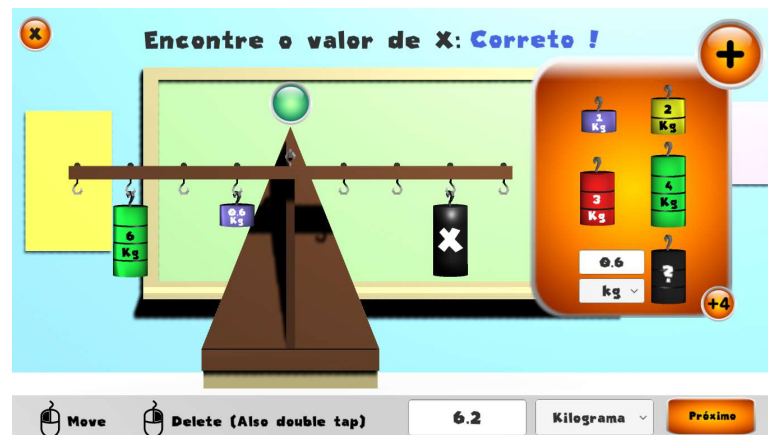 X
Encontre o valor de X: Correto !
+
1
Kg
2
Kg
3
Kg
4
Kg
6
Kg
0.6
Kg
X
0.6
?
kg
+4
Move
Delete (Also double tap)
6.2
Kilograma
Próximo